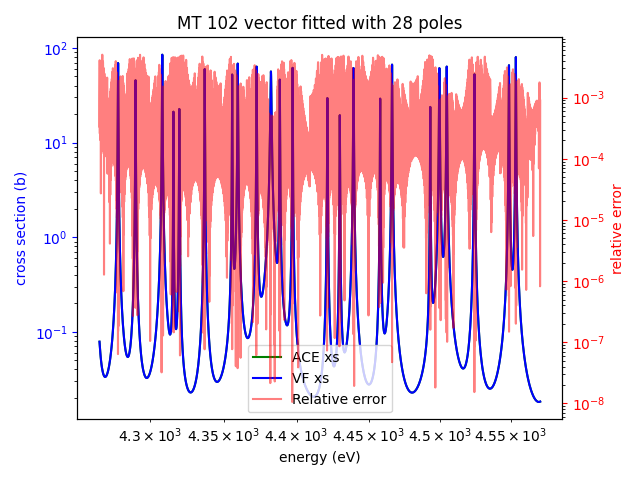 MT 102 vector fitted with 28 poles
10²
10¹
10⁰
10⁻¹
cross section (b)
10⁻³
10⁻⁴
10⁻⁵
10⁻⁶
10⁻⁷
10⁻⁸
relative error
ACE xs
VF xs
Relative error
4.3 × 10³ 4.35 × 10³ 4.4 × 10³ 4.45 × 10³ 4.5 × 10³ 4.55 × 10³
energy (eV)